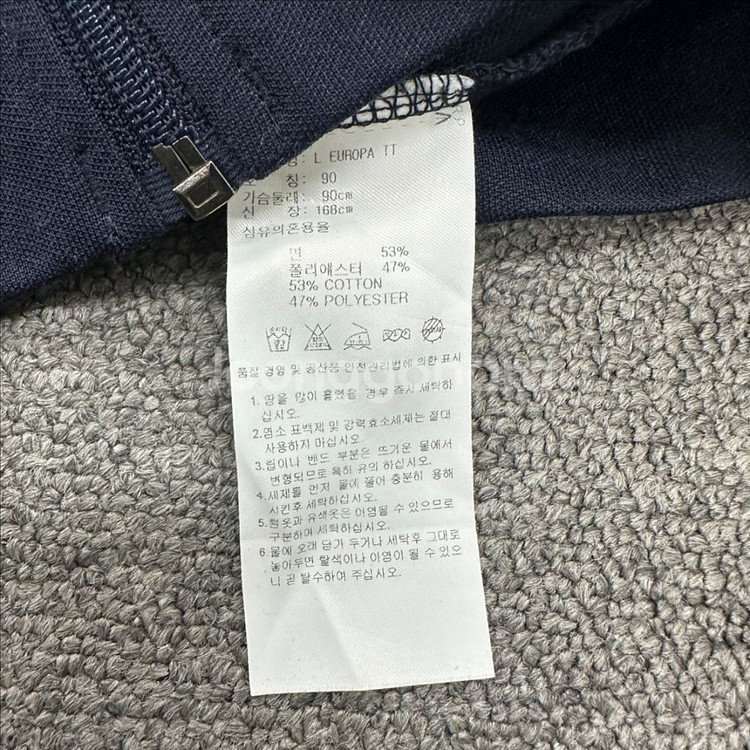 L EUROPA TT
칭: 90
가슴둘레: 90cm
신 장: 168cm
섬유의혼용율
면 53%
폴리에스터 47%
53% COTTON
47% POLYESTER
품질 경영 및 공산품 안전관리법에 의한 표시
1. 땀을 많이 흘렸을 경우 즉시 세탁하
십시오.
2.염소 표백제 및 강력효소세제는 절대
사용하지 마십시오.
3.립이나 밴드 부분은 뜨거운 물에서
변형되므로 특히 유의 하십시오.
4.세제를 먼저 물에 풀어 충분히 용해
시킨후 세탁하십시오.
5.흰옷과 유색옷은 이염될 수 있으므로
구분하여 세탁하십시오.
6.물에 오래 담가 두거나 세탁후 그대로
놓아두면 탈색이나 이염이 될 수 있으
니 곧 탈수하여 주십시오.